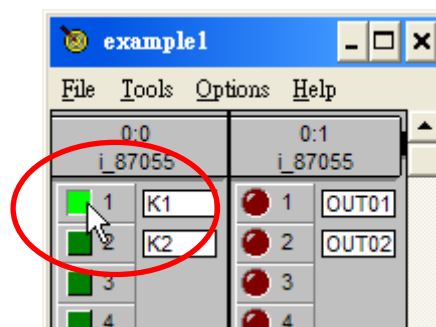 example1
File Tools Options Help
0:0 0:1
i_87055 i_87055
1 K1 1 OUT01
2 K2 2 OUT02
3 3
4 4